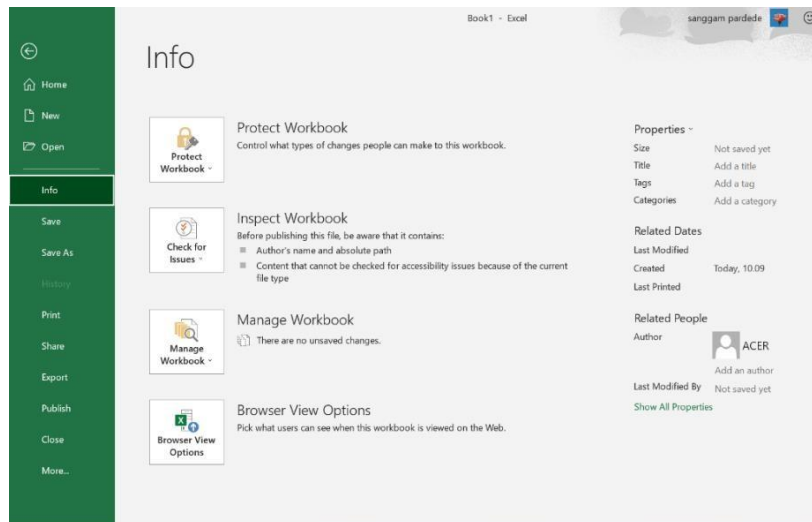 Book1 - Excel
sanggam pardede
Info
Home
New
Open
Info
Save
Save As
History
Print
Share
Export
Publish
Close
More...
Protect Workbook
Protect Workbook
Control what types of changes people can make to this workbook.
Check for Issues
Inspect Workbook
Before publishing this file, be aware that it contains:
Author's name and absolute path
Content that cannot be checked for accessibility issues because of the current
file type
Manage Workbook
Manage Workbook
There are no unsaved changes.
Browser View Options
Browser View Options
Pick what users can see when this workbook is viewed on the Web.
Properties
Size Not saved yet
Title Add a title
Tags Add a tag
Categories Add a category
Related Dates
Last Modified
Created Today, 10.09
Last Printed
Related People
Author ACER
Add an author
Last Modified By Not saved yet
Show All Properties